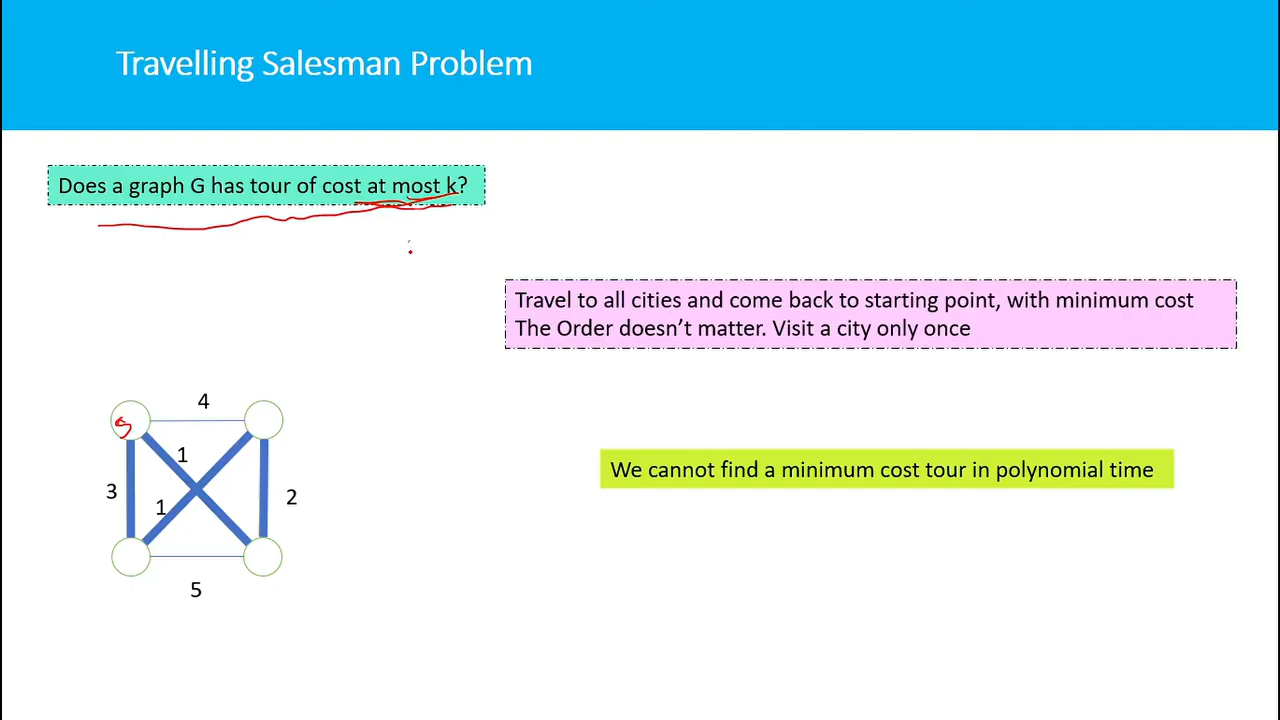 Travelling Salesman Problem
Does a graph G has tour of cost at most k?
Travel to all cities and come back to starting point, with minimum cost
The Order doesn’t matter. Visit a city only once
4
S
1
3
1
2
5
We cannot find a minimum cost tour in polynomial time